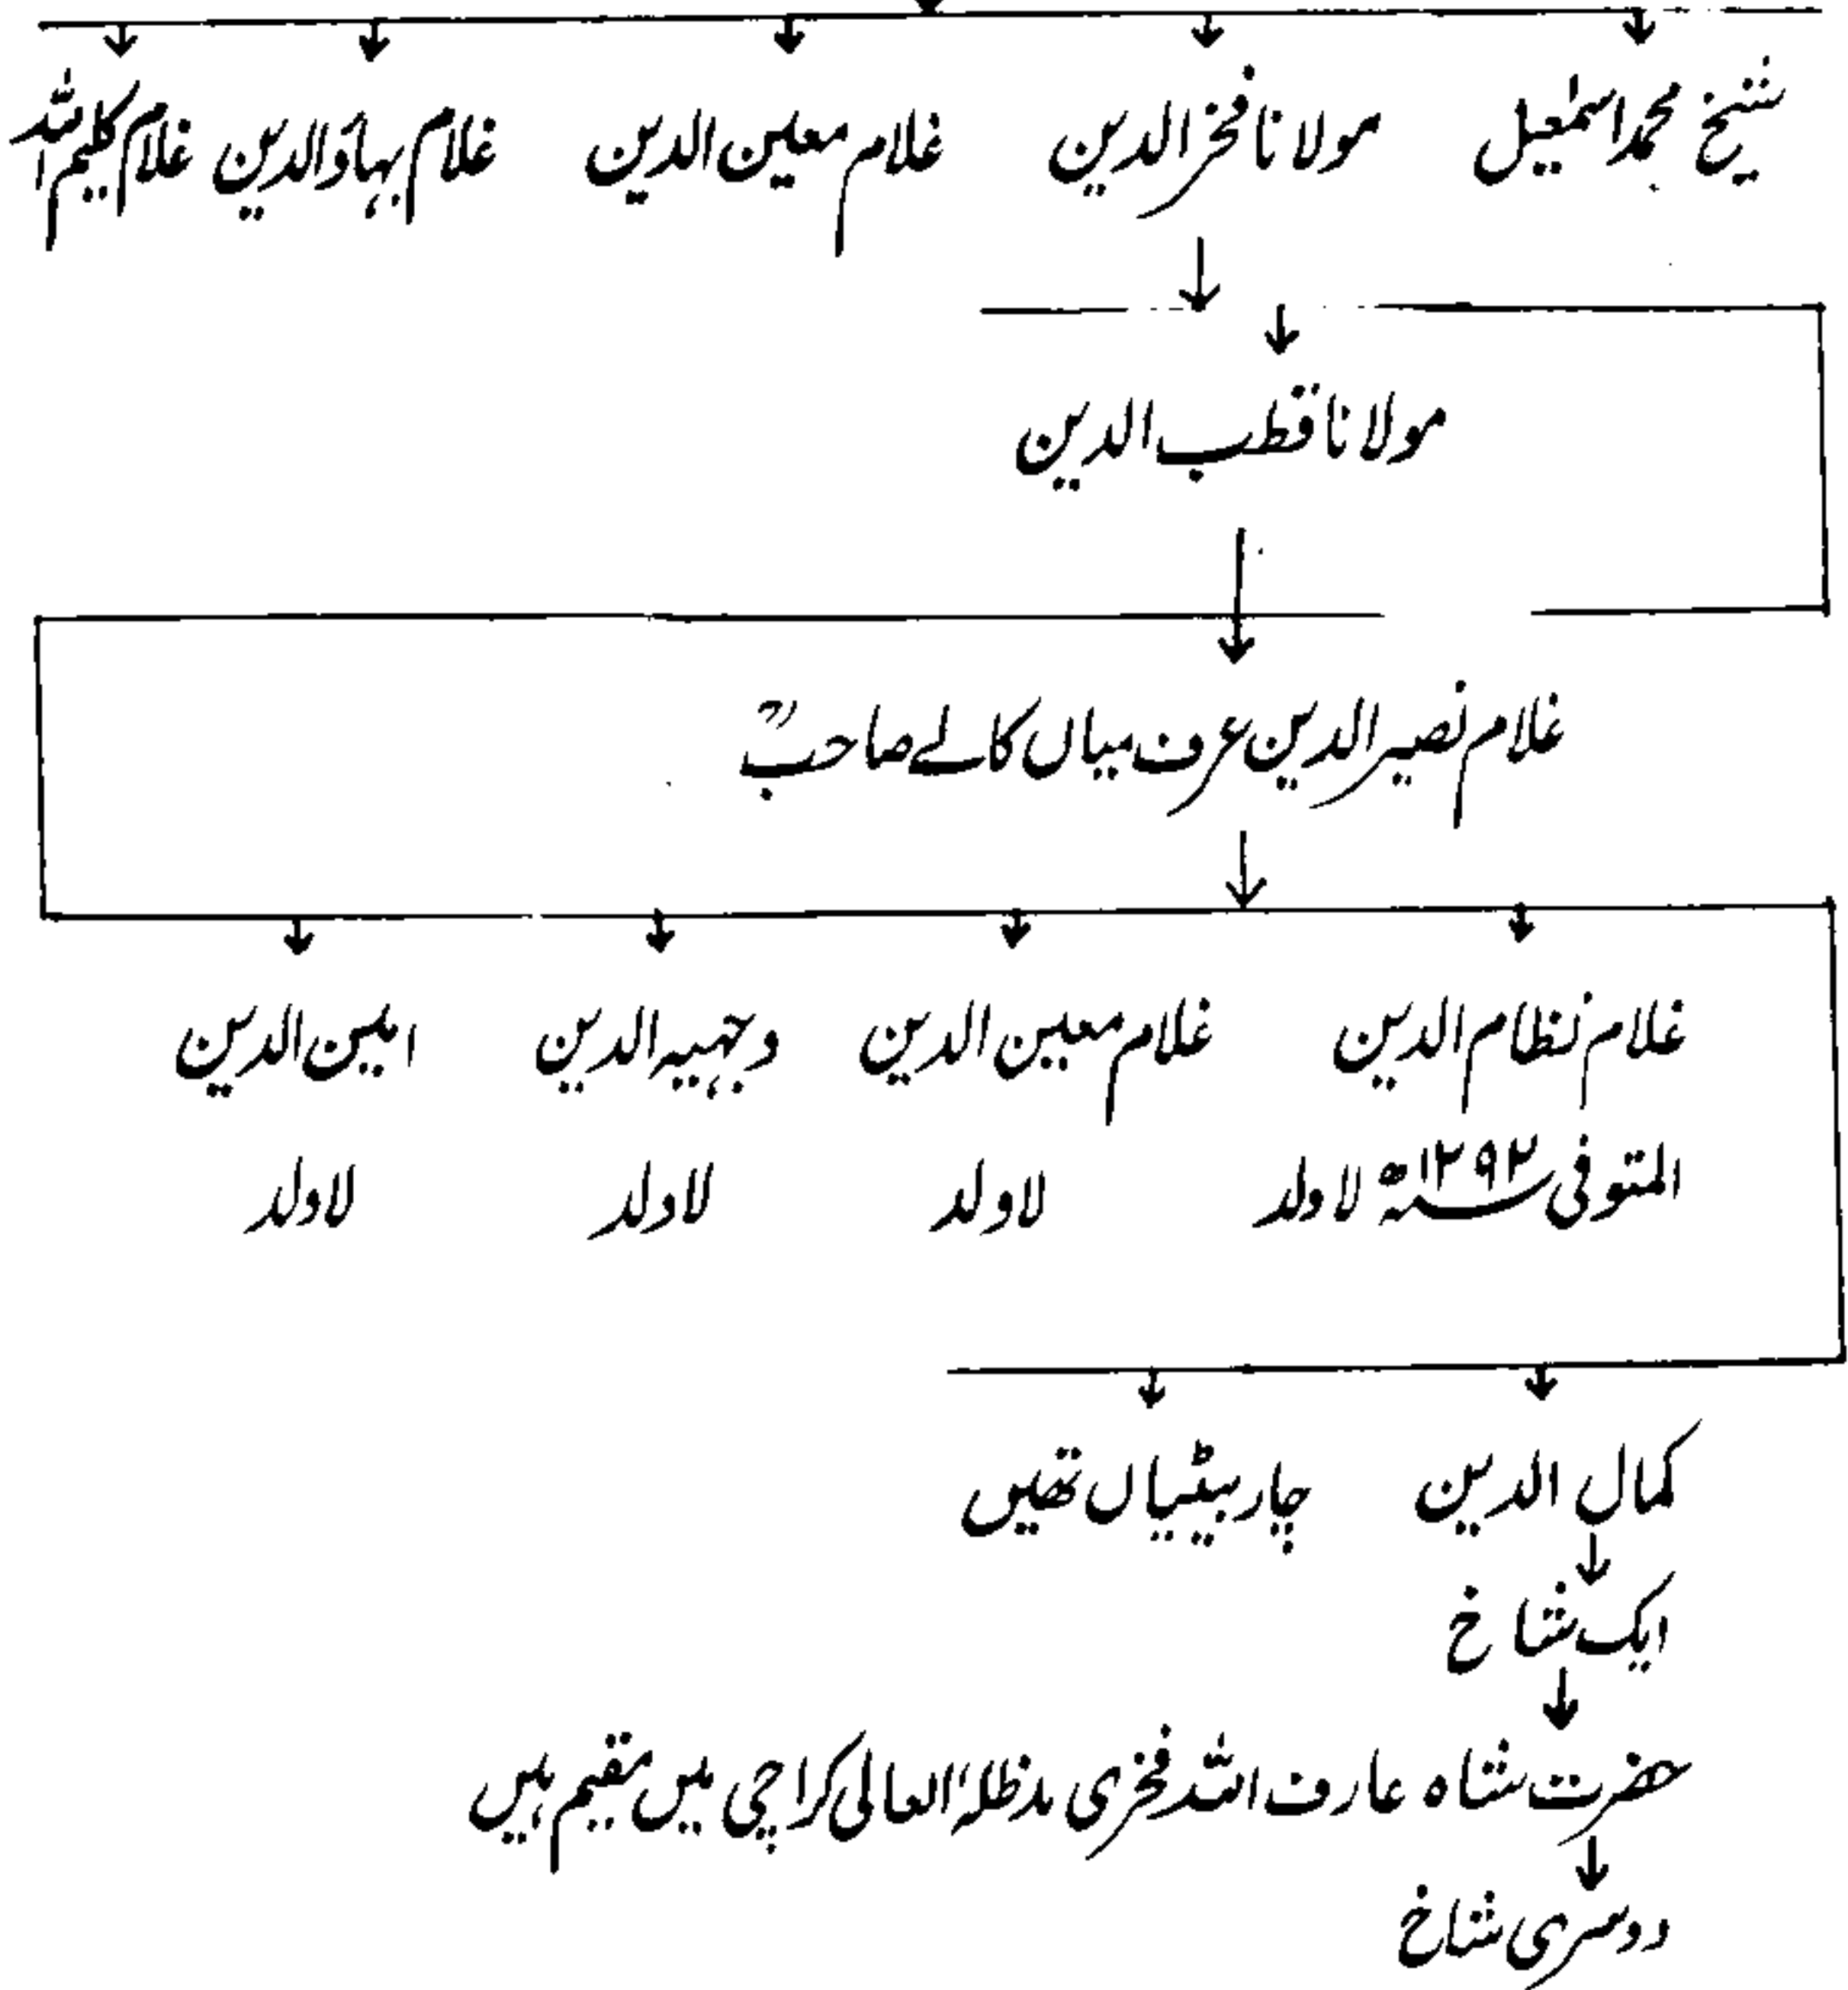 شیخ محمد اسمٰعیل مولانا فخر الدین غلام معین الدین غلام بہاؤ الدین غلام کلیم اللہ
مولانا قطب الدین
غلام نصیر الدین عرف میاں کالے صاحبؒ
غلام نظام الدین غلام معین الدین وجہیہ الدین امین الدین
المتوفی ۱۲۹۲ھ لاولد لاولد لاولد لاولد
کمال الدین چار بیٹیاں تھیں
ایک شاخ
حضرت شاہ عارف اللہ فخری مدظلہٗ العالی کراچی میں مقیم ہیں
دوسری شاخ